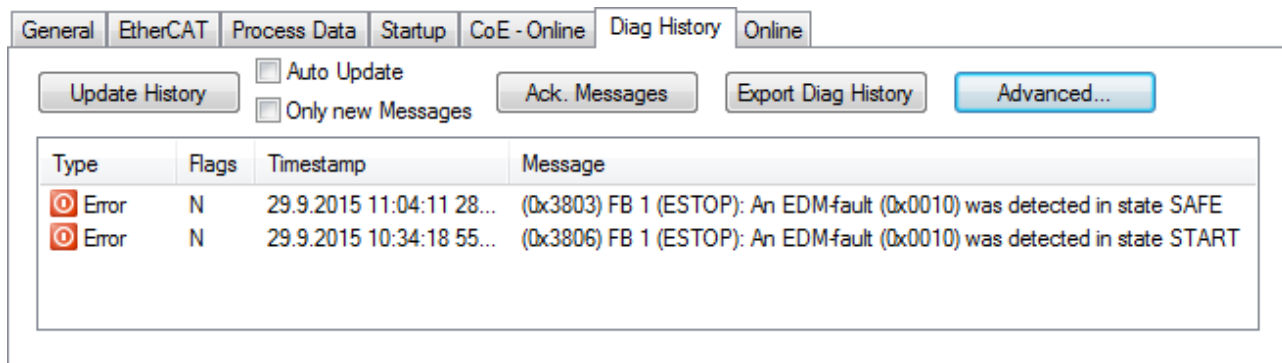 General EtherCAT Process Data Startup CoE - Online Diag History Online
Update History Auto Update Only new Messages Ack. Messages Export Diag History Advanced...
Type Flags Timestamp Message
Error N 29.9.2015 11:04:11 28... (0x3803) FB 1 (ESTOP): An EDM-fault (0x0010) was detected in state SAFE
Error N 29.9.2015 10:34:18 55... (0x3806) FB 1 (ESTOP): An EDM-fault (0x0010) was detected in state START